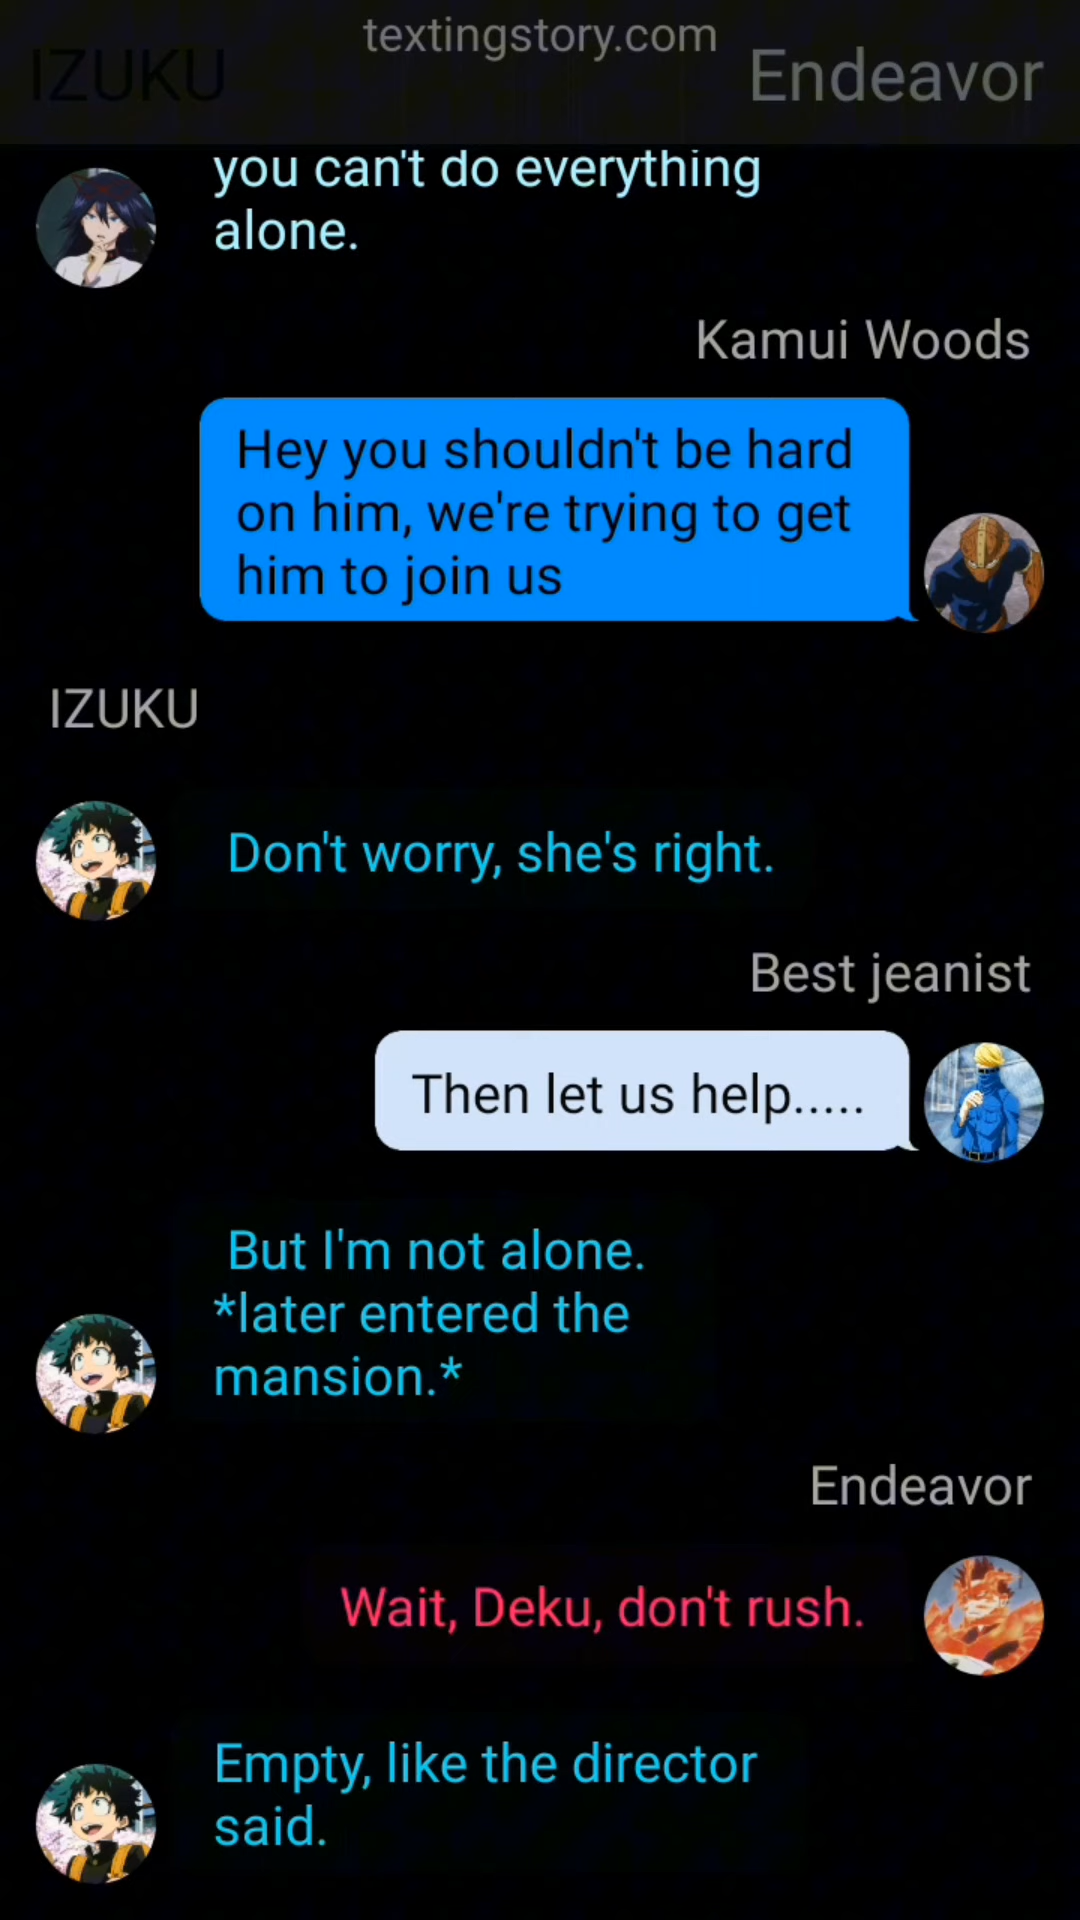 textingstory.com
IZUKU
Endeavor
you can't do everything
alone.
Kamui Woods
Hey you shouldn't be hard
on him, we're trying to get
him to join us
IZUKU
Don't worry, she's right.
Best jeanist
Then let us help.....
But I'm not alone.
*later entered the
mansion.*
Endeavor
Wait, Deku, don't rush.
Empty, like the director
said.